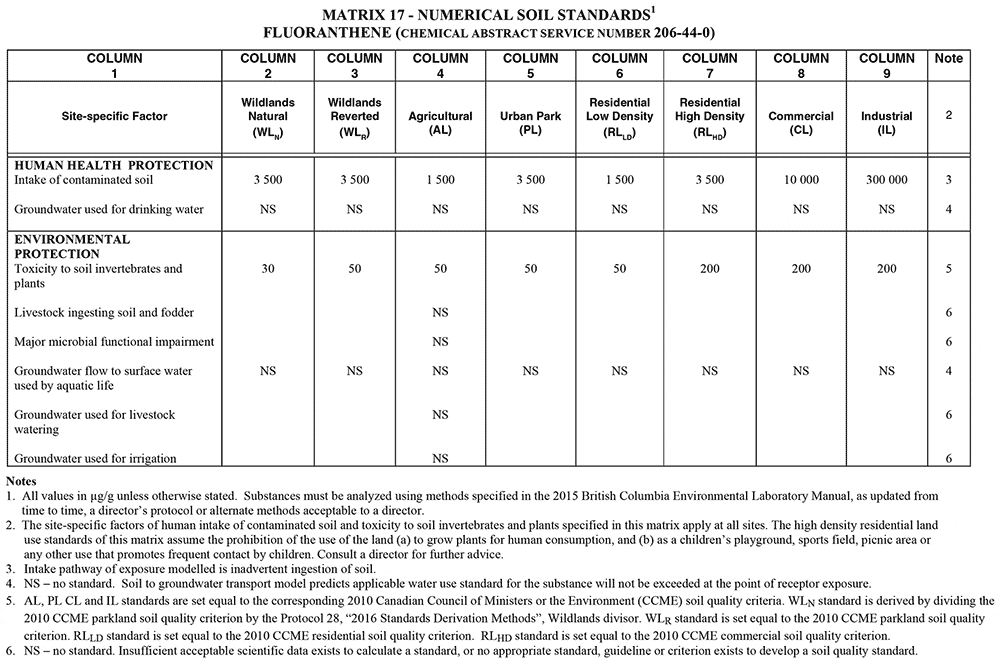 MATRIX 17 - NUMERICAL SOIL STANDARDS1
FLUORANTHENE (CHEMICAL ABSTRACT SERVICE NUMBER 206-44-0)
COLUMN 1 COLUMN 2 COLUMN 3 COLUMN 4 COLUMN 5 COLUMN 6 COLUMN 7 COLUMN 8 COLUMN 9 Note
Site-specific Factor Wildlands Natural (WLN) Wildlands Reverted (WLR) Agricultural (AL) Urban Park (PL) Residential Low Density (RLLD) Residential High Density (RLHD) Commercial (CL) Industrial (IL) 2
HUMAN HEALTH PROTECTION
Intake of contaminated soil 3 500 3 500 1 500 3 500 1 500 3 500 10 000 300 000 3
Groundwater used for drinking water NS NS NS NS NS NS NS NS 4
ENVIRONMENTAL
PROTECTION
Toxicity to soil invertebrates and 30 50 50 50 50 200 200 200 5
plants
Livestock ingesting soil and fodder NS 6
Major microbial functional impairment NS 6
Groundwater flow to surface water NS NS NS NS NS NS NS NS 4
used by aquatic life
Groundwater used for livestock NS 6
watering
Groundwater used for irrigation NS 6
Notes
1. All values in µg/g unless otherwise stated. Substances must be analyzed using methods specified in the 2015 British Columbia Environmental Laboratory Manual, as updated from
time to time, a director's protocol or alternate methods acceptable to a director.
2. The site-specific factors of human intake of contaminated soil and toxicity to soil invertebrates and plants specified in this matrix apply at all sites. The high density residential land
use standards of this matrix assume the prohibition of the use of the land (a) to grow plants for human consumption, and (b) as a children's playground, sports field, picnic area or
any other use that promotes frequent contact by children. Consult a director for further advice.
3. Intake pathway of exposure modelled is inadvertent ingestion of soil.
4. NS – no standard. Soil to groundwater transport model predicts applicable water use standard for the substance will not be exceeded at the point of receptor exposure.
5. AL, PL CL and IL standards are set equal to the corresponding 2010 Canadian Council of Ministers or the Environment (CCME) soil quality criteria. WLN standard is derived by dividing the
2010 CCME parkland soil quality criterion by the Protocol 28, "2016 Standards Derivation Methods", Wildlands divisor. WLR standard is set equal to the 2010 CCME parkland soil quality
criterion. RLLD standard is set equal to the 2010 CCME residential soil quality criterion. RLHD standard is set equal to the 2010 CCME commercial soil quality criterion.
6. NS – no standard. Insufficient acceptable scientific data exists to calculate a standard, or no appropriate standard, guideline or criterion exists to develop a soil quality standard.